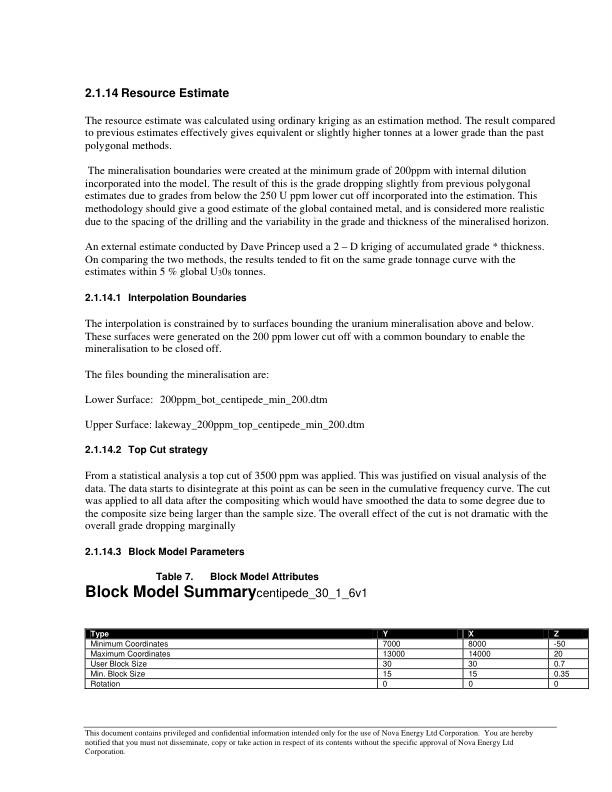 2.1.14 Resource Estimate
The resource estimate was calculated using ordinary kriging as an estimation method. The result compared
to previous estimates effectively gives equivalent or slightly higher tonnes at a lower grade than the past
polygonal methods.
The mineralisation boundaries were created at the minimum grade of 200ppm with internal dilution
incorporated into the model. The result of this is the grade dropping slightly from previous polygonal
estimates due to grades from below the 250 U ppm lower cut off incorporated into the estimation. This
methodology should give a good estimate of the global contained metal, and is considered more realistic
due to the spacing of the drilling and the variability in the grade and thickness of the mineralised horizon.
An external estimate conducted by Dave Princep used a 2 – D kriging of accumulated grade * thickness.
On comparing the two methods, the results tended to fit on the same grade tonnage curve with the
estimates within 5 % global U308 tonnes.
2.1.14.1 Interpolation Boundaries
The interpolation is constrained by to surfaces bounding the uranium mineralisation above and below.
These surfaces were generated on the 200 ppm lower cut off with a common boundary to enable the
mineralisation to be closed off.
The files bounding the mineralisation are:
Lower Surface: 200ppm_bot_centipede_min_200.dtm
Upper Surface: lakeway_200ppm_top_centipede_min_200.dtm
2.1.14.2 Top Cut strategy
From a statistical analysis a top cut of 3500 ppm was applied. This was justified on visual analysis of the
data. The data starts to disintegrate at this point as can be seen in the cumulative frequency curve. The cut
was applied to all data after the compositing which would have smoothed the data to some degree due to
the composite size being larger than the sample size. The overall effect of the cut is not dramatic with the
overall grade dropping marginally
2.1.14.3 Block Model Parameters
Table 7. Block Model Attributes
Block Model Summarycentipede_30_1_6v1
Type Y X Z
Minimum Coordinates 7000 8000 -50
Maximum Coordinates 13000 14000 20
User Block Size 30 30 0.7
Min. Block Size 15 15 0.35
Rotation 0 0 0
This document contains privileged and confidential information intended only for the use of Nova Energy Ltd Corporation. You are hereby
notified that you must not disseminate, copy or take action in respect of its contents without the specific approval of Nova Energy Ltd
Corporation.